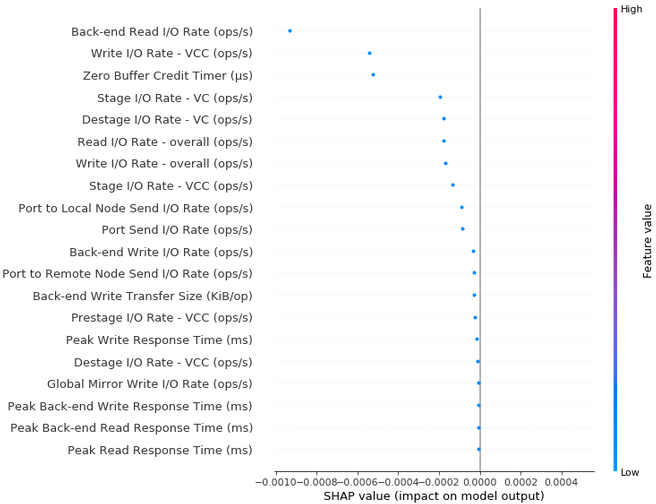 High
Back-end Read I/O Rate (ops/s)
Write I/O Rate - VCC (ops/s)
Zero Buffer Credit Timer (µs)
Stage I/O Rate - VC (ops/s)
Destage I/O Rate - VC (ops/s)
Read I/O Rate - overall (ops/s)
Write I/O Rate - overall (ops/s)
Stage I/O Rate - VCC (ops/s)
Port to Local Node Send I/O Rate (ops/s)
Port Send I/O Rate (ops/s)
Back-end Write I/O Rate (ops/s)
Port to Remote Node Send I/O Rate (ops/s)
Back-end Write Transfer Size (KiB/op)
Prestage I/O Rate - VCC (ops/s)
Peak Write Response Time (ms)
Destage I/O Rate - VCC (ops/s)
Global Mirror Write I/O Rate (ops/s)
Peak Back-end Write Response Time (ms)
Peak Back-end Read Response Time (ms)
Peak Read Response Time (ms)
Feature value
Low
−0.0010 −0.0008 −0.0006 −0.0004 −0.0002 0.0000 0.0002 0.0004
SHAP value (impact on model output)